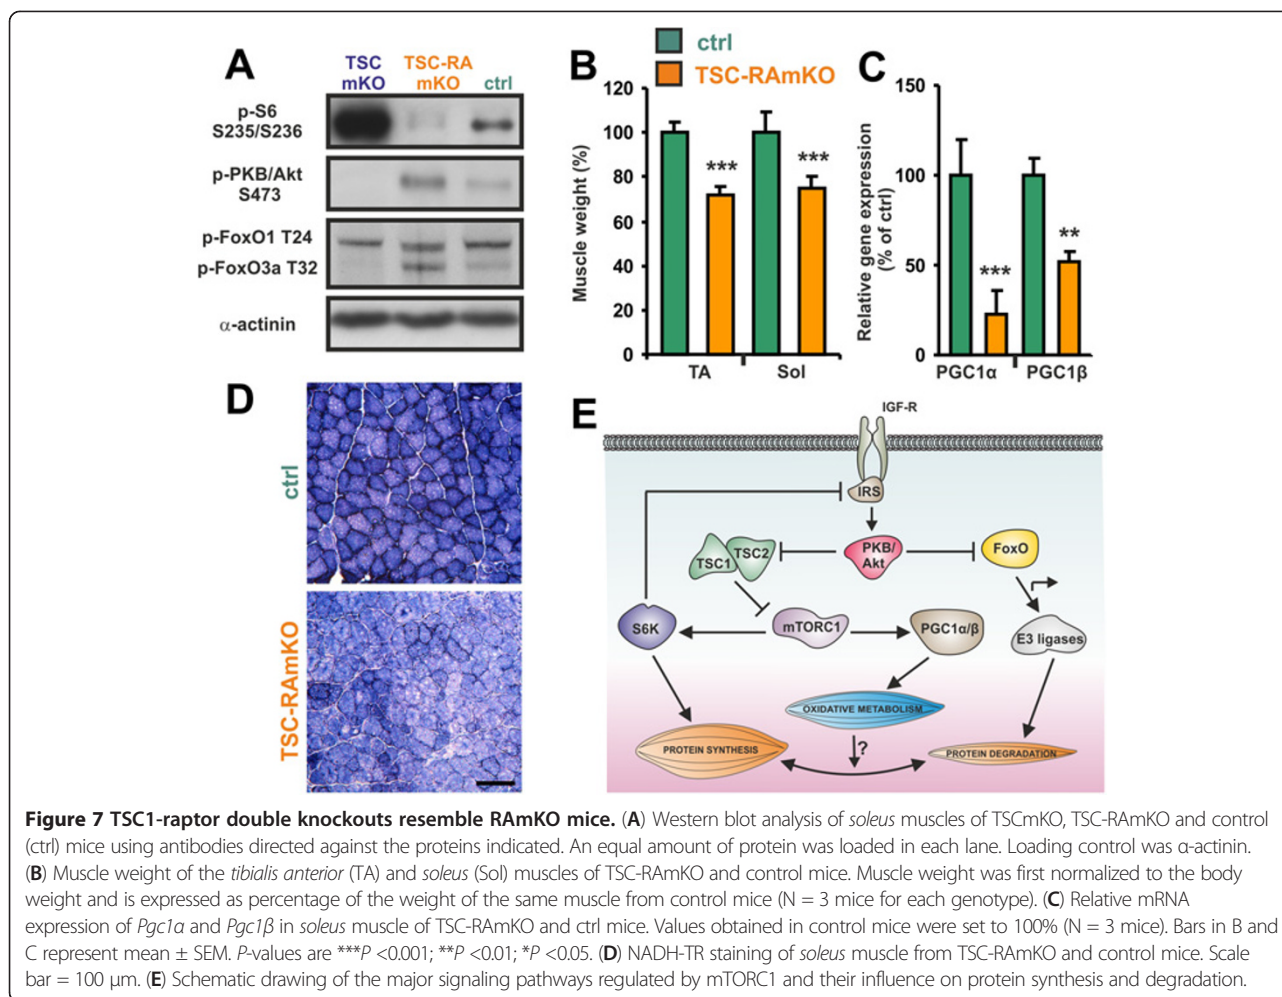 A
TSC
mKO
TSC-RA
mKO
ctrl
p-S6
S235/S236
p-PKB/Akt
S473
p-FoxO1 T24
p-FoxO3a T32
α-actinin
B
ctrl
TSC-RAmKO
Muscle weight (%)
120
100
80
60
40
20
0
***
***
TA
Sol
C
Relative gene expression
(% of ctrl)
150
100
50
0
***
**
PGC1α
PGC1β
D
ctrl
TSC-RAmKO
E
IGF-R
IRS
TSC1
TSC2
PKB/
Akt
FoxO
S6K
mTORC1
PGC1α/β
E3 ligases
OXIDATIVE METABOLISM
?
PROTEIN SYNTHESIS
PROTEIN DEGRADATION
Figure 7 TSC1-raptor double knockouts resemble RAmKO mice. (A) Western blot analysis of soleus muscles of TSCmKO, TSC-RAmKO and control
(ctrl) mice using antibodies directed against the proteins indicated. An equal amount of protein was loaded in each lane. Loading control was α-actinin.
(B) Muscle weight of the tibialis anterior (TA) and soleus (Sol) muscles of TSC-RAmKO and control mice. Muscle weight was first normalized to the body
weight and is expressed as percentage of the weight of the same muscle from control mice (N = 3 mice for each genotype). (C) Relative mRNA
expression of Pgc1α and Pgc1β in soleus muscle of TSC-RAmKO and ctrl mice. Values obtained in control mice were set to 100% (N = 3 mice). Bars in B and
C represent mean ± SEM. P-values are ***P <0.001; **P <0.01; *P <0.05. (D) NADH-TR staining of soleus muscle from TSC-RAmKO and control mice. Scale
bar = 100 μm. (E) Schematic drawing of the major signaling pathways regulated by mTORC1 and their influence on protein synthesis and degradation.